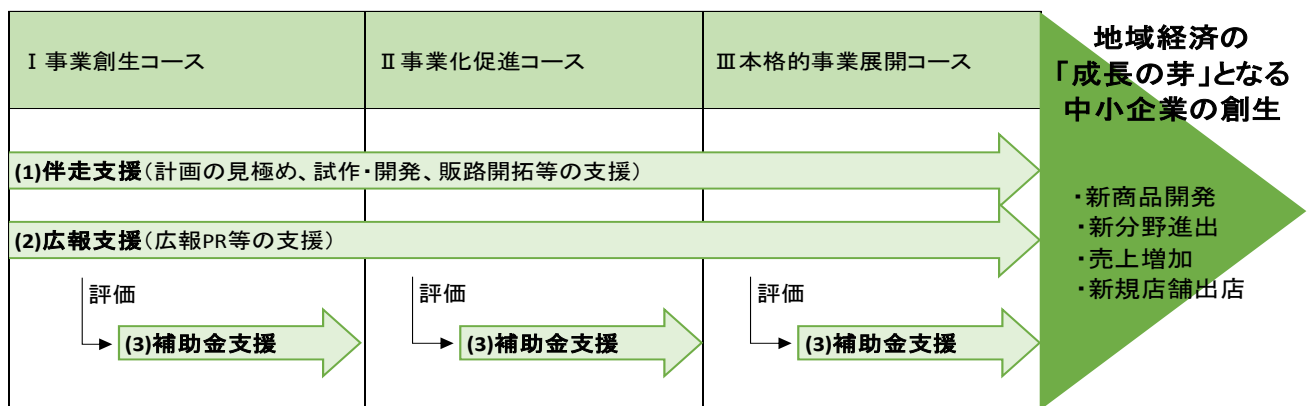 Ⅰ事業創生コース
Ⅱ事業化促進コース
Ⅲ本格的事業展開コース
地域経済の
「成長の芽」となる
中小企業の創生
(1)伴走支援(計画の見極め、試作・開発、販路開拓等の支援)
(2)広報支援(広報PR等の支援)
・新商品開発
・新分野進出
・売上増加
・新規店舗出店
評価
(3)補助金支援
評価
(3)補助金支援
評価
(3)補助金支援